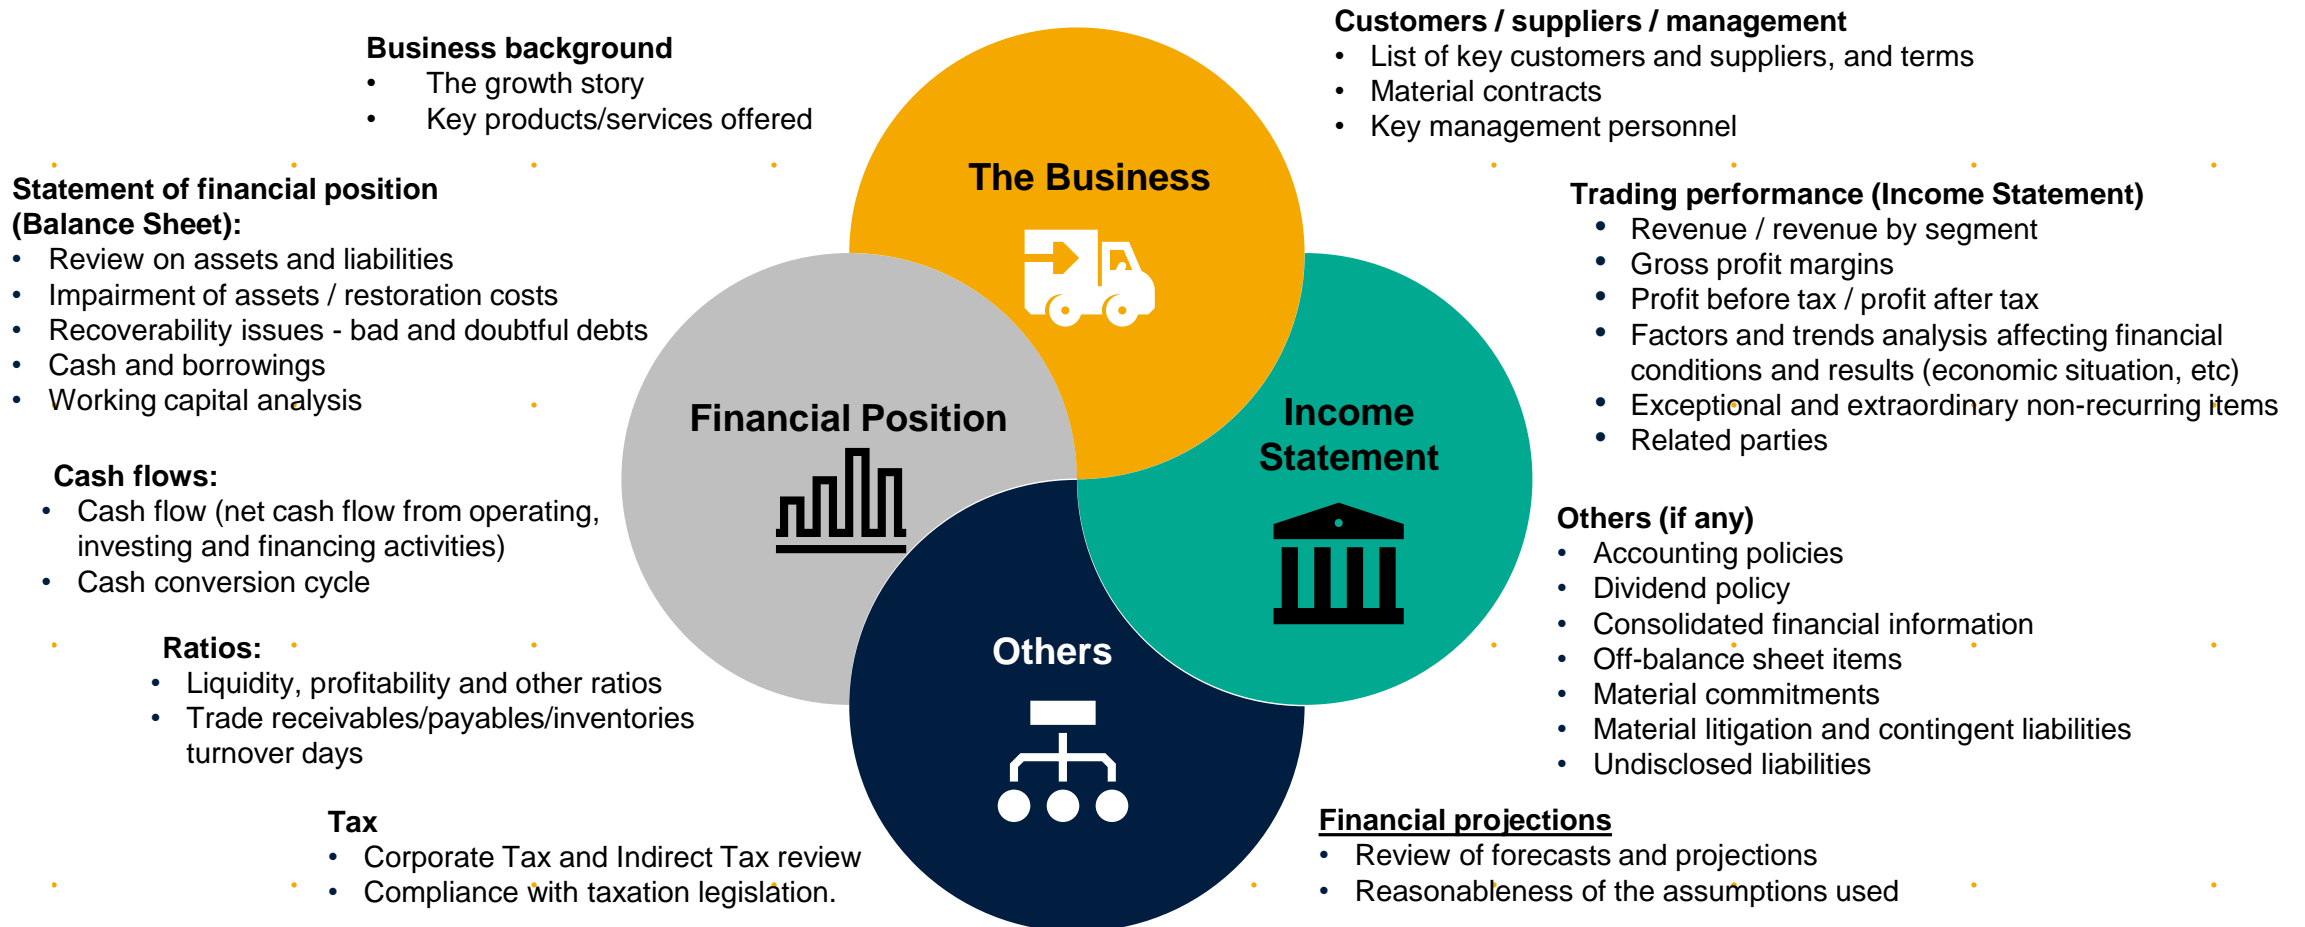 Business background
• The growth story
• Key products/services offered
Customers / suppliers / management
• List of key customers and suppliers, and terms
• Material contracts
• Key management personnel
The Business
Statement of financial position
(Balance Sheet):
• Review on assets and liabilities
• Impairment of assets / restoration costs
• Recoverability issues - bad and doubtful debts
• Cash and borrowings
• Working capital analysis
Trading performance (Income Statement)
• Revenue / revenue by segment
• Gross profit margins
• Profit before tax / profit after tax
• Factors and trends analysis affecting financial
conditions and results (economic situation, etc)
• Exceptional and extraordinary non-recurring items
• Related parties
Financial Position
Income
Statement
Cash flows:
• Cash flow (net cash flow from operating,
investing and financing activities)
• Cash conversion cycle
Others (if any)
• Accounting policies
• Dividend policy
• Consolidated financial information
• Off-balance sheet items
• Material commitments
• Material litigation and contingent liabilities
• Undisclosed liabilities
Others
Ratios:
• Liquidity, profitability and other ratios
• Trade receivables/payables/inventories
turnover days
Tax
• Corporate Tax and Indirect Tax review
• Compliance with taxation legislation.
Financial projections
• Review of forecasts and projections
• Reasonableness of the assumptions used